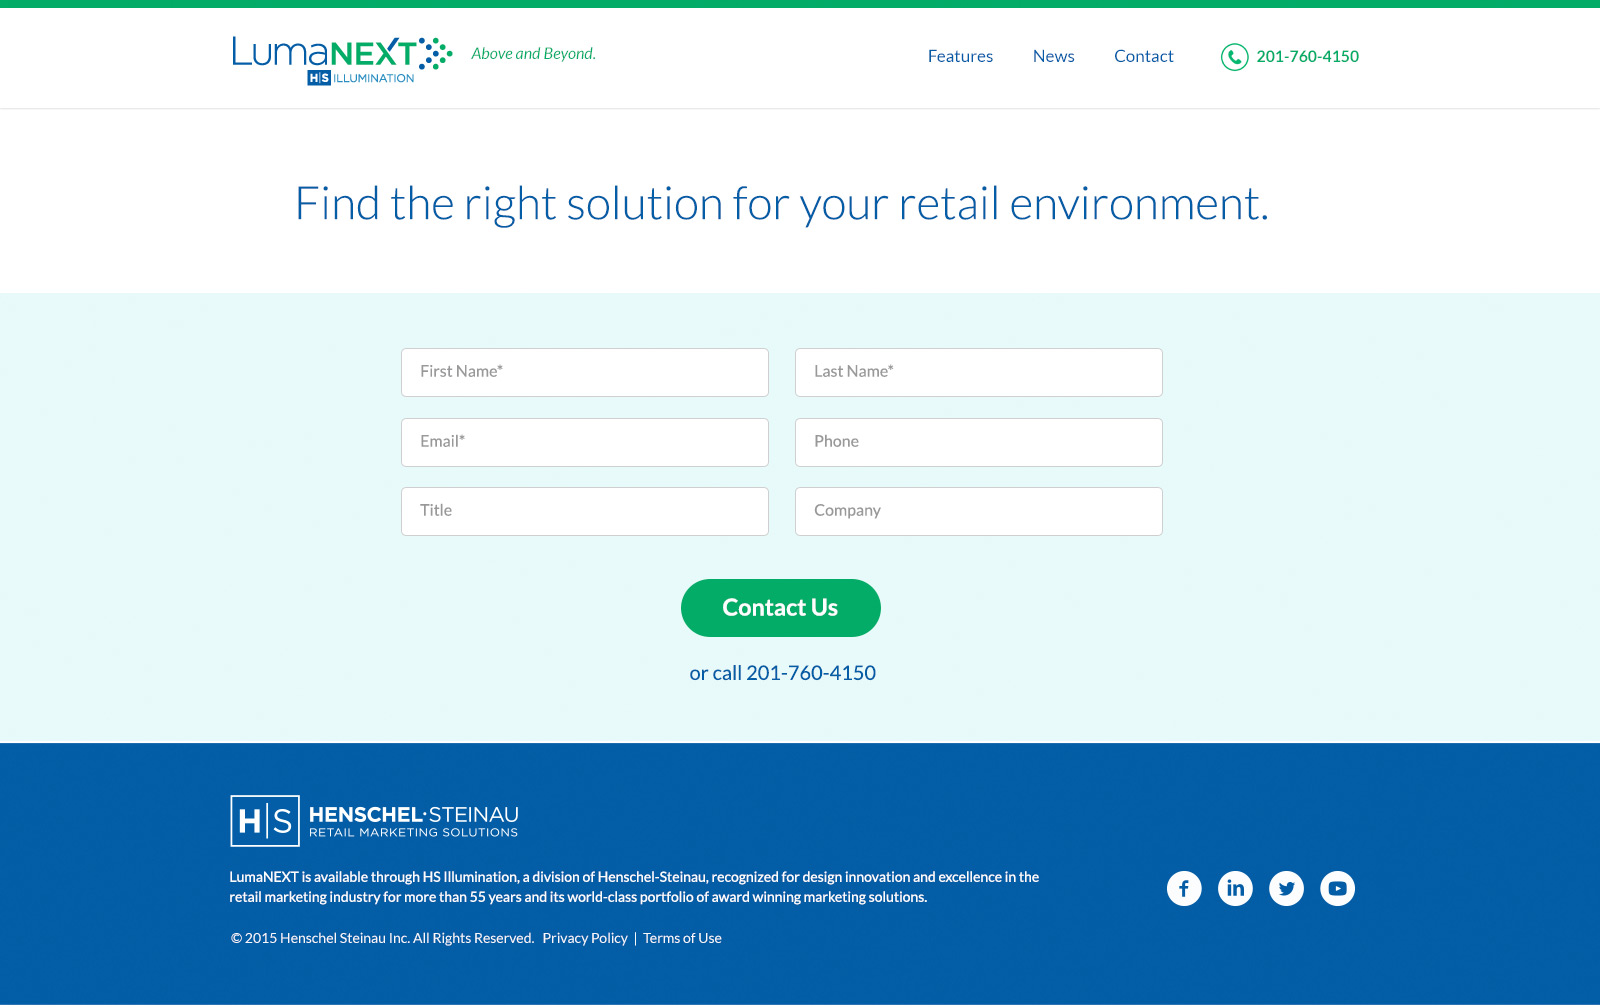 LumaNEXT
HS ILLUMINATION
Above and Beyond.
Features
News
Contact
201-760-4150
Find the right solution for your retail environment.
First Name*
Last Name*
Email*
Phone
Title
Company
Contact Us
or call 201-760-4150
H|S
HENSCHEL·STEINAU
RETAIL MARKETING SOLUTIONS
LumaNEXT is available through HS Illumination, a division of Henschel-Steinau, recognized for design innovation and excellence in the
retail marketing industry for more than 55 years and its world-class portfolio of award winning marketing solutions.
© 2015 Henschel Steinau Inc. All Rights Reserved. Privacy Policy | Terms of Use